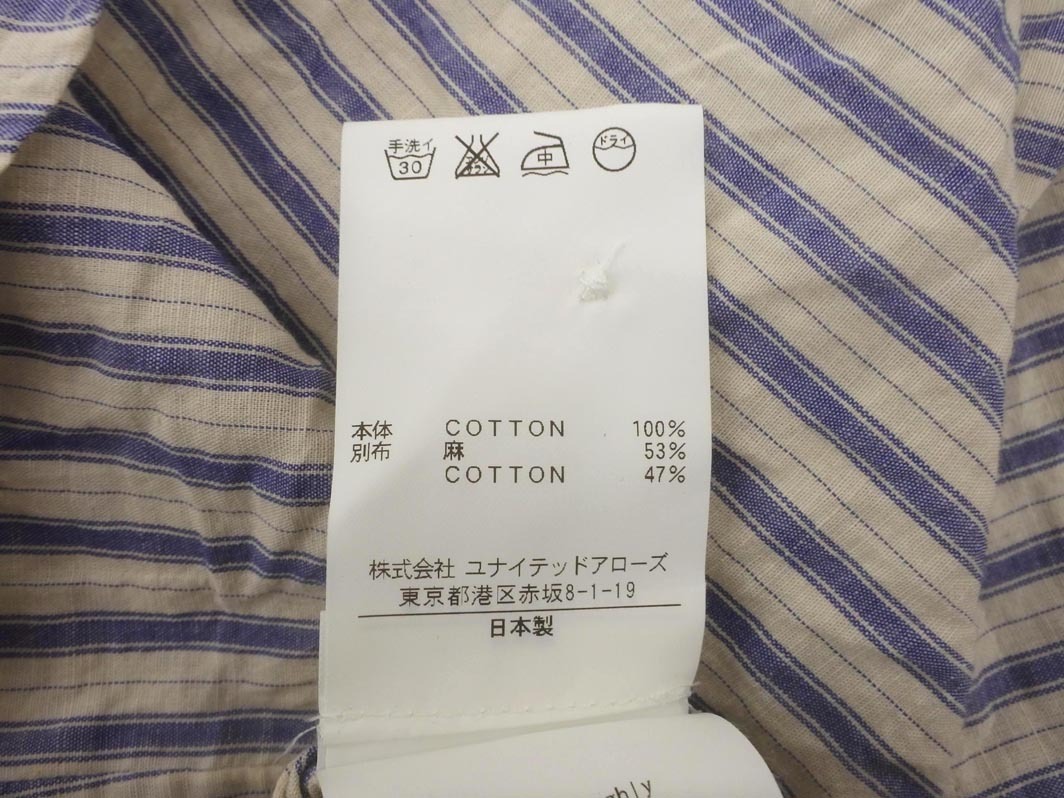 手洗イ
30
中
ドライ
本体 COTTON 100%
別布 麻 53%
COTTON 47%
株式会社 ユナイテッドアローズ
東京都港区赤坂8-1-19
日本製